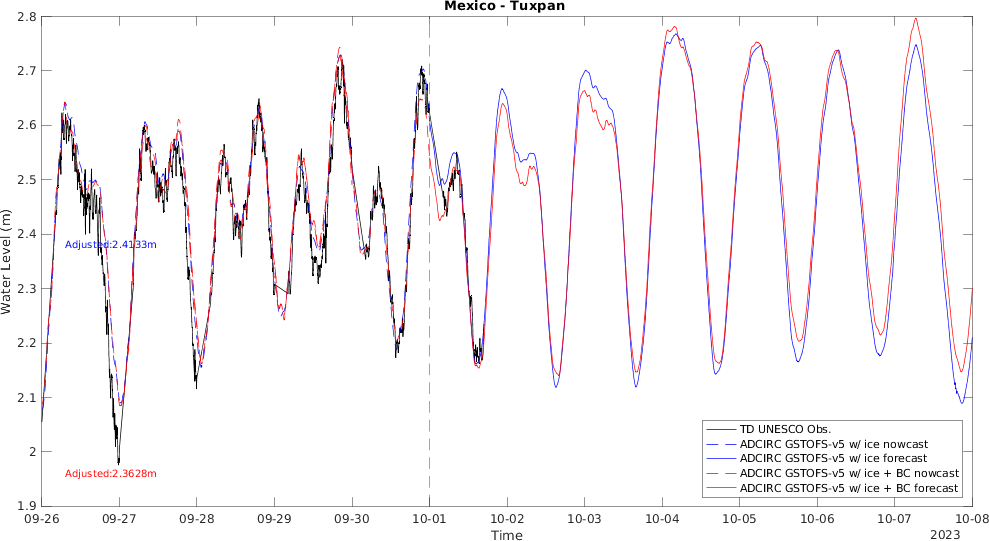 Mexico - Tuxpan
Water Level (m)
2.8
2.7
2.6
2.5
2.4
2.3
2.2
2.1
2
1.9
Adjusted:2.4133m
Adjusted:2.3628m
TD UNESCO Obs.
ADCIRC GSTOFS-v5 w/ ice nowcast
ADCIRC GSTOFS-v5 w/ ice forecast
ADCIRC GSTOFS-v5 w/ ice + BC nowcast
ADCIRC GSTOFS-v5 w/ ice + BC forecast
09-26 09-27 09-28 09-29 09-30 10-01 10-02 10-03 10-04 10-05 10-06 10-07 10-08
Time
2023